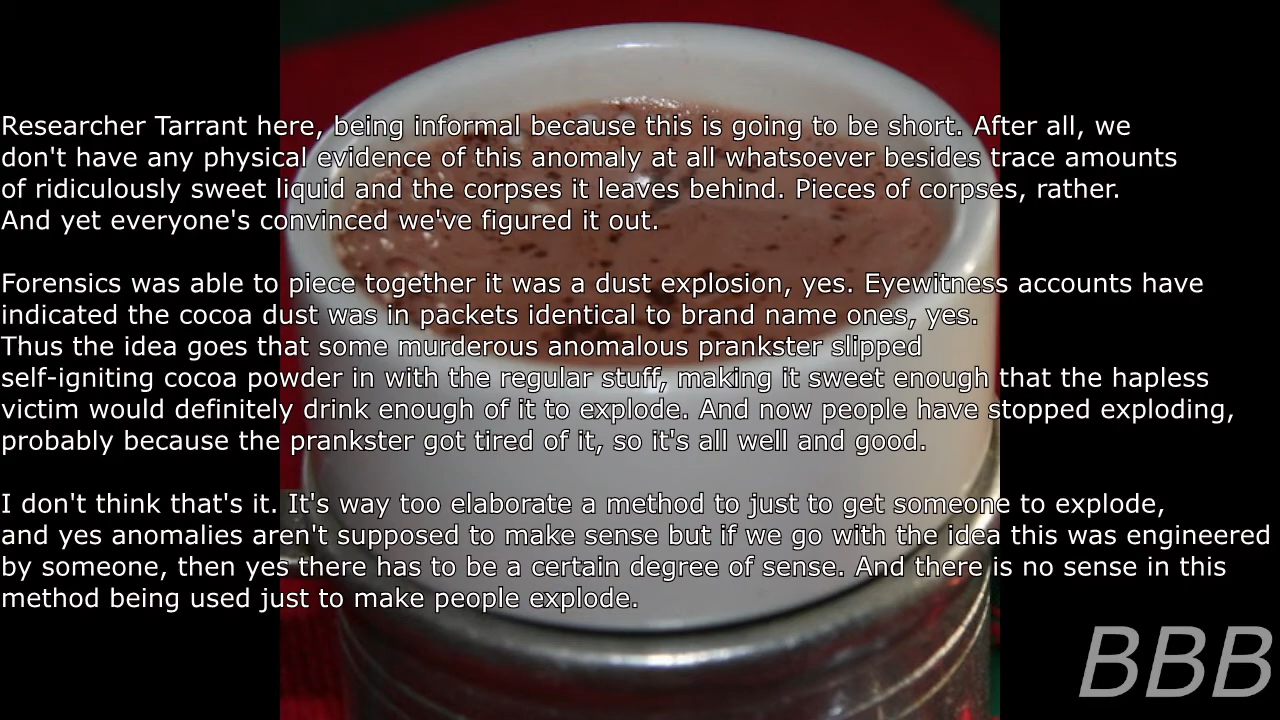 Researcher Tarrant here, being informal because this is going to be short. After all, we
don't have any physical evidence of this anomaly at all whatsoever besides trace amounts
of ridiculously sweet liquid and the corpses it leaves behind. Pieces of corpses, rather.
And yet everyone's convinced we've figured it out.
Forensics was able to piece together it was a dust explosion, yes. Eyewitness accounts have
indicated the cocoa dust was in packets identical to brand name ones, yes.
Thus the idea goes that some murderous anomalous prankster slipped
self-igniting cocoa powder in with the regular stuff, making it sweet enough that the hapless
victim would definitely drink enough of it to explode. And now people have stopped exploding,
probably because the prankster got tired of it, so it's all well and good.
I don't think that's it. It's way too elaborate a method to just to get someone to explode,
and yes anomalies aren't supposed to make sense but if we go with the idea this was engineered
by someone, then yes there has to be a certain degree of sense. And there is no sense in this
method being used just to make people explode.
BBB